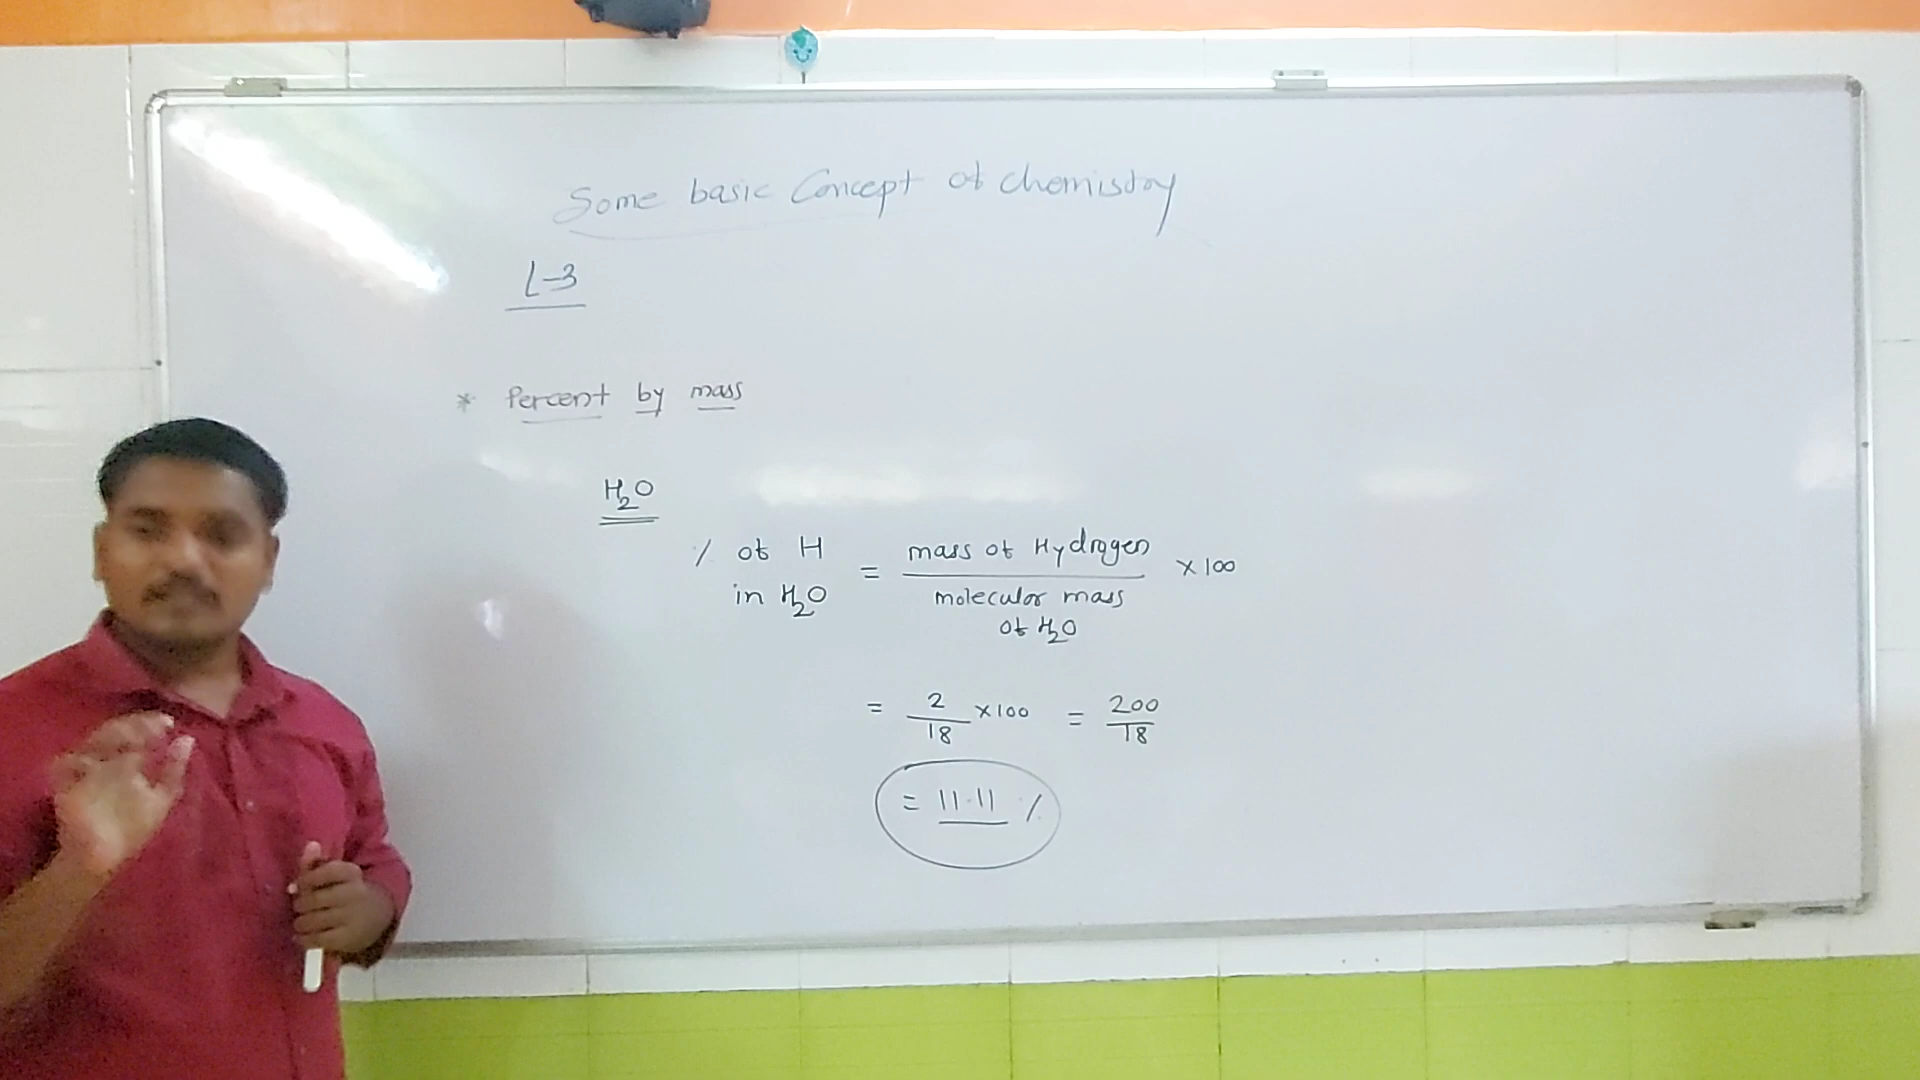 Some basic Concept of chemistry
L-3
* Percent by mass
H₂O
% of H = mass of Hydrogen × 100
in H₂O molecular mass
of H₂O
= 2/18 × 100 = 200/18
= 11.11 %